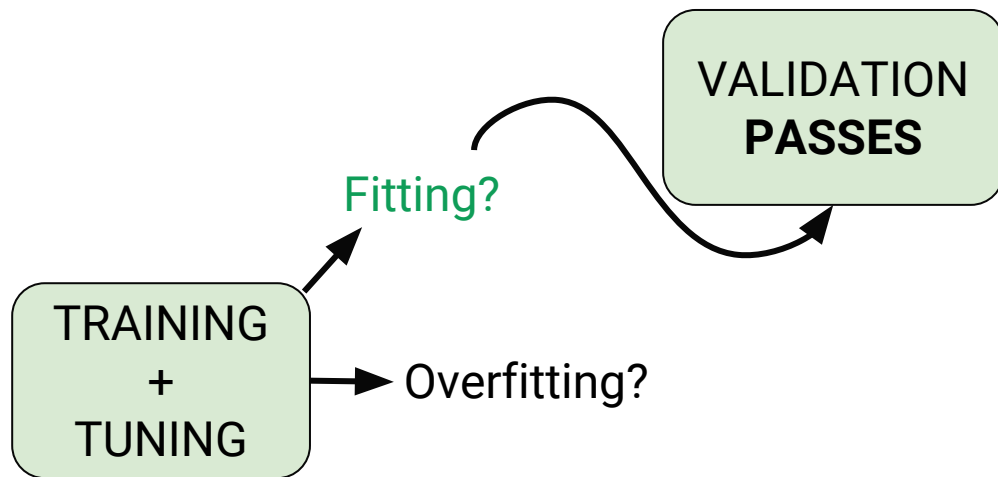 VALIDATION
PASSES
Fitting?
TRAINING
+
TUNING
Overfitting?